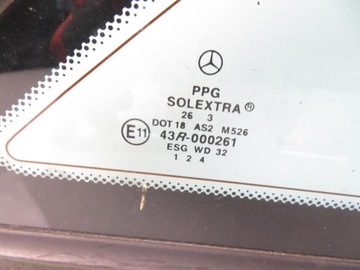 PPG
SOLEXTRA®
26 3
DOT 18 AS2 M526
E11 43R-000261
ESG WD 32
1 2 4